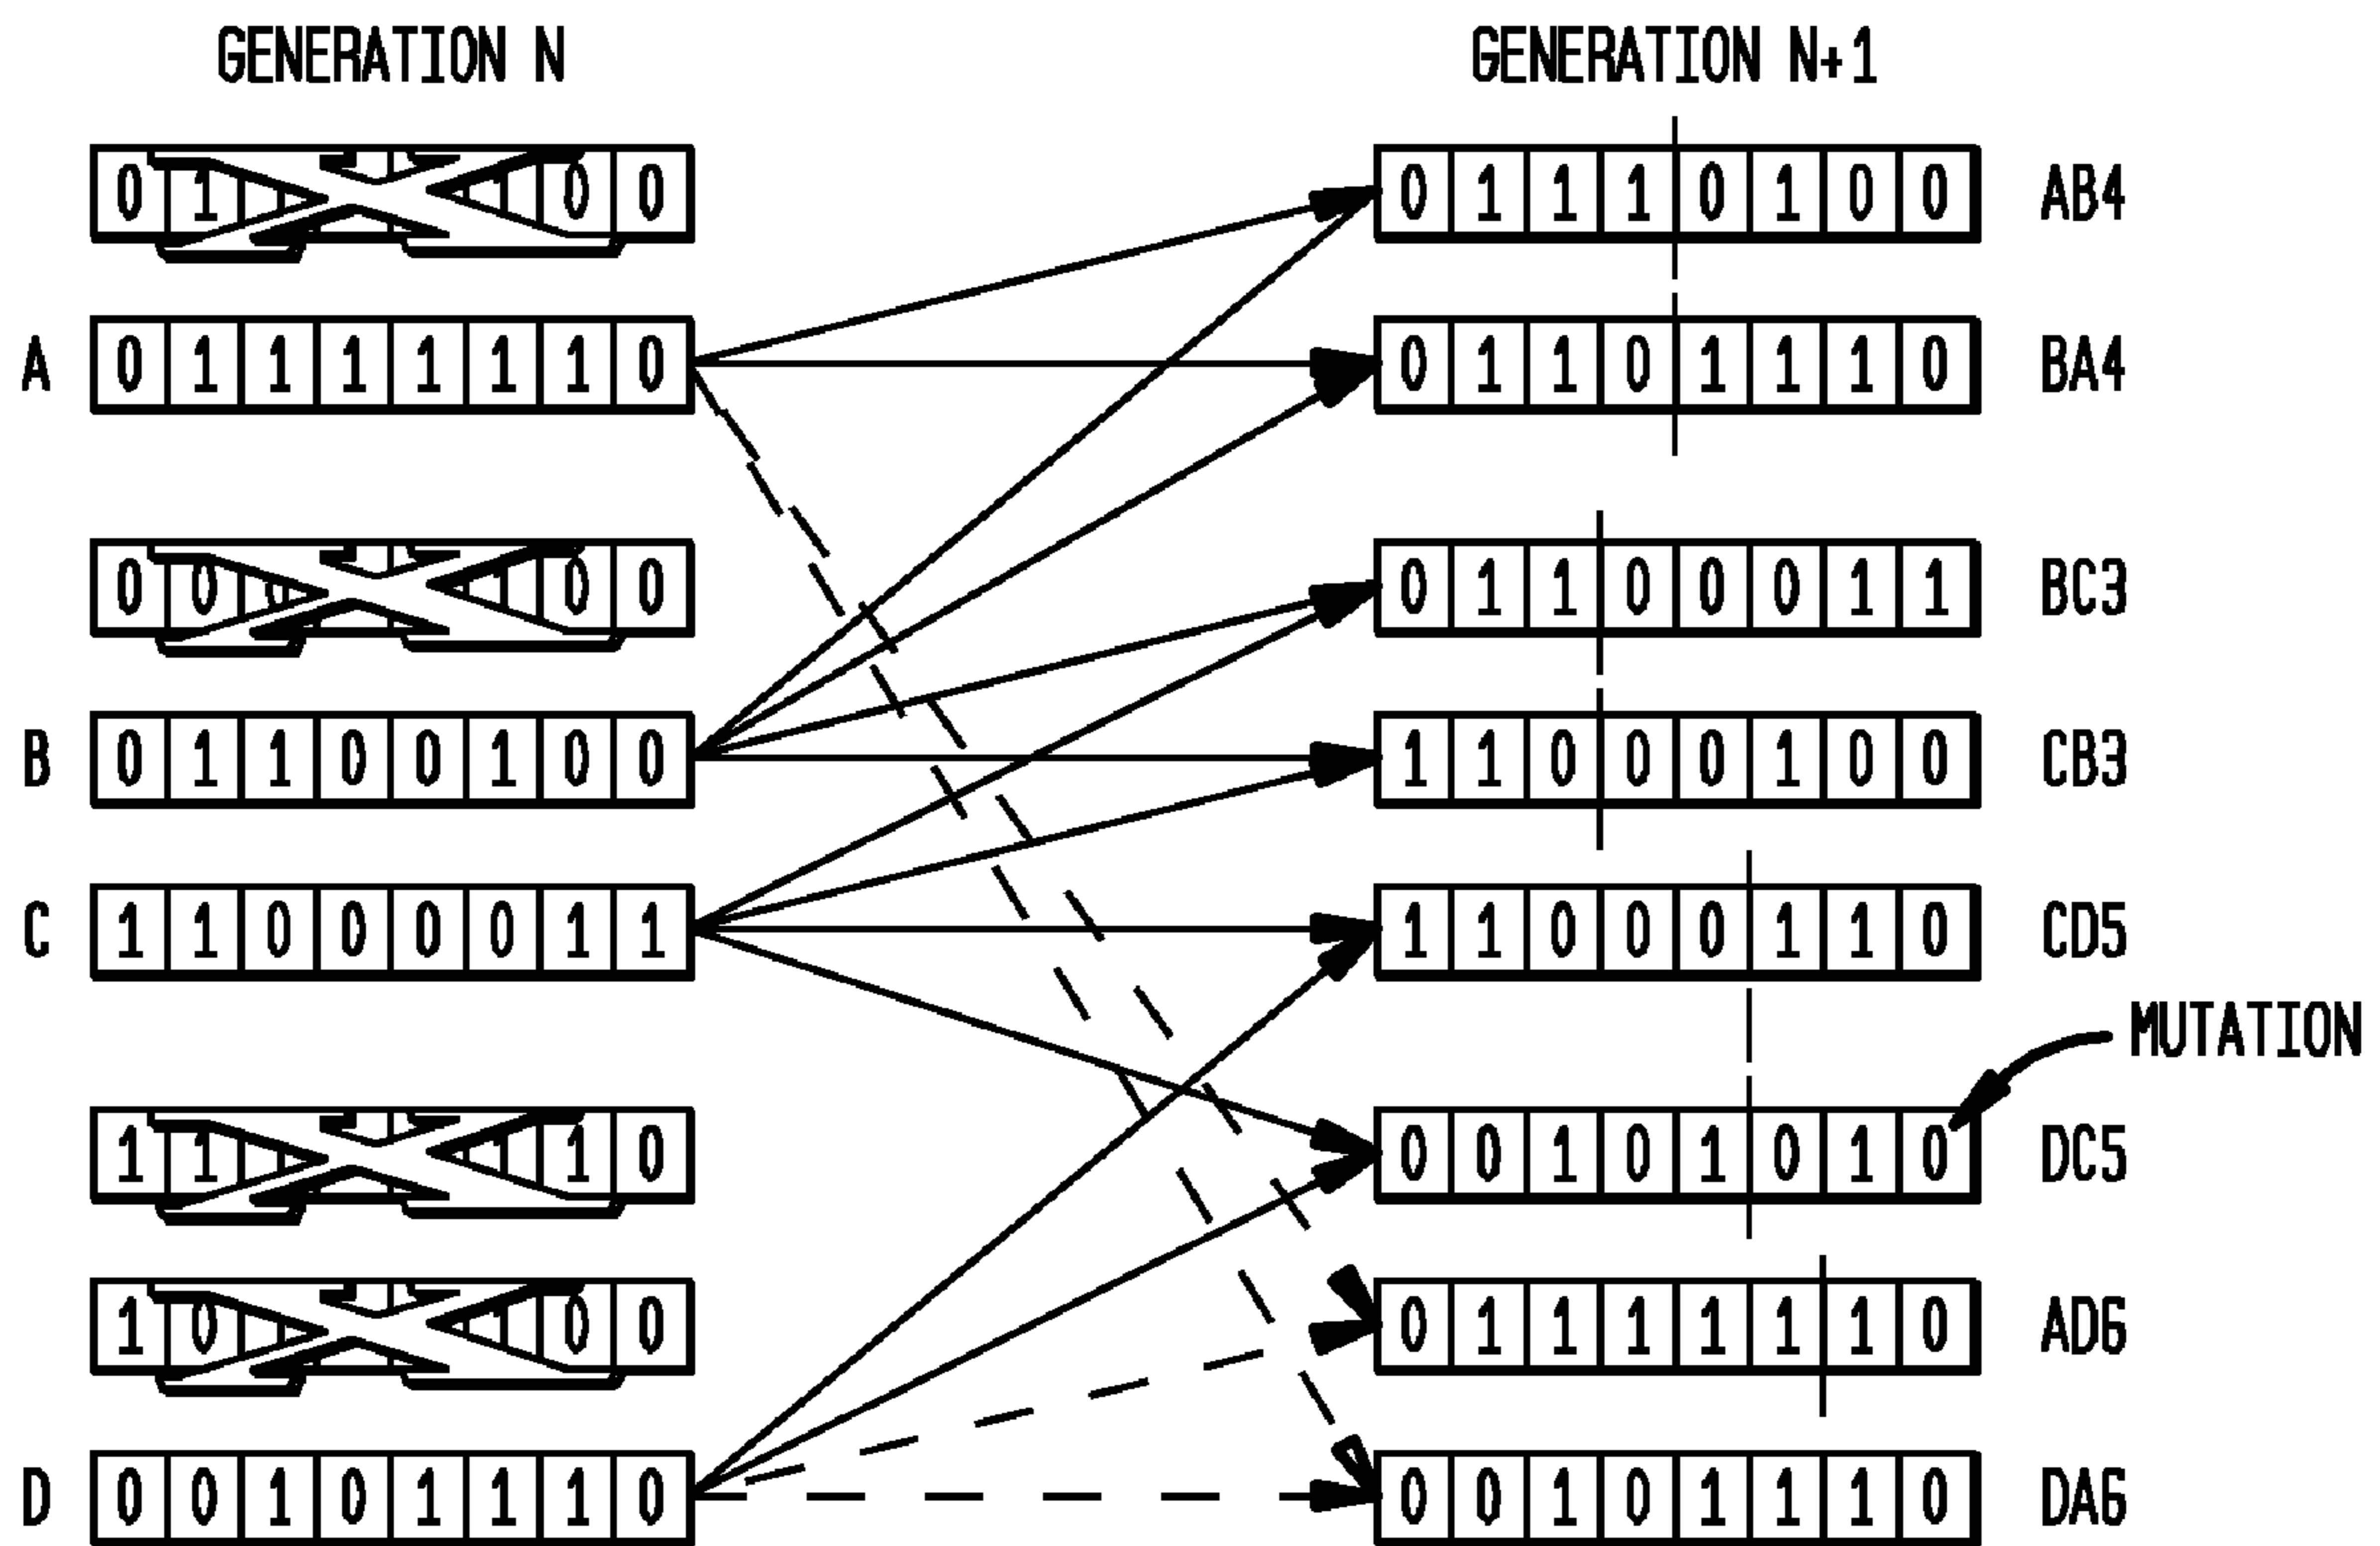 GENERATION N GENERATION N+1
0 1 1 0 0 0 1 1 1 0 1 0 0 AB4
A 0 1 1 1 1 1 1 0 0 1 1 0 1 1 1 0 BA4
0 0 0 0 0 1 1 0 0 0 1 1 BC3
B 0 1 1 0 0 1 0 0 1 1 0 0 0 1 0 0 CB3
C 1 1 0 0 0 0 1 1 1 1 0 0 0 1 1 0 CD5
MUTATION
1 1 1 0 0 0 1 0 1 0 1 0 DC5
1 0 0 0 0 1 1 1 1 1 1 0 AD6
D 0 0 1 0 1 1 1 0 0 0 1 0 1 1 1 0 DA6